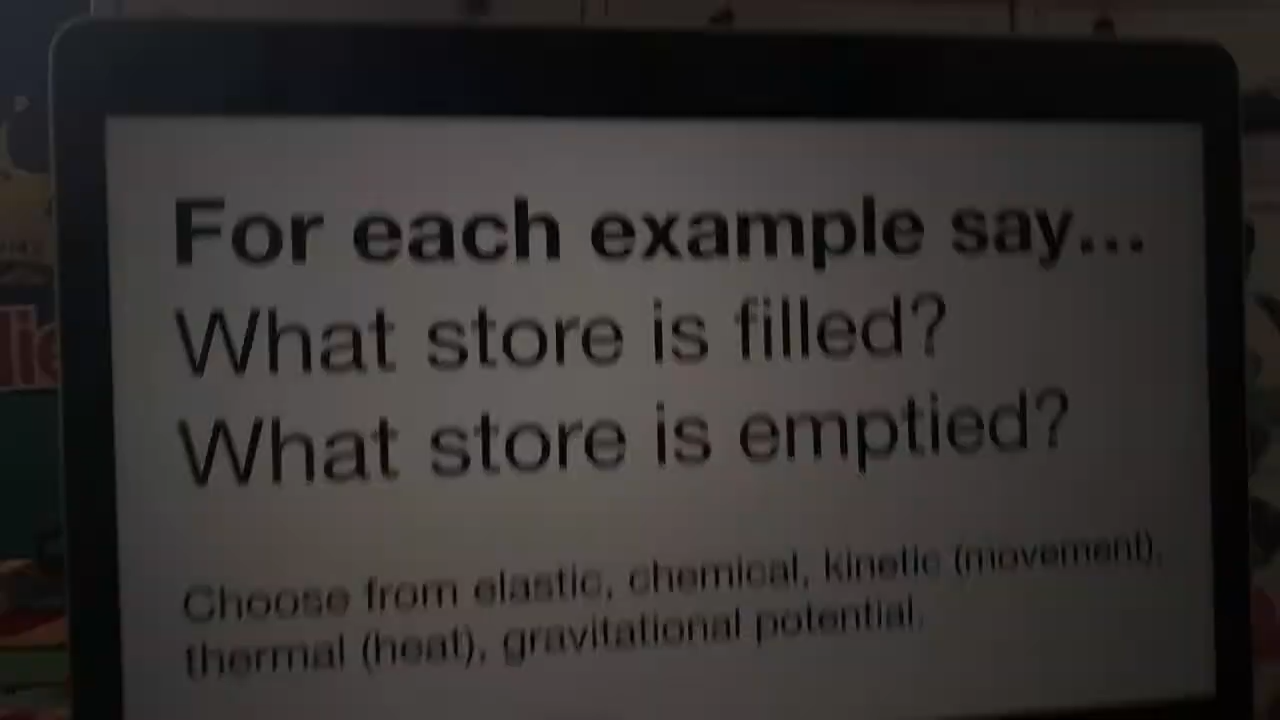 For each example say...
What store is filled?
What store is emptied?
Choose from elastic, chemical, kinetic (movement),
thermal (heat), gravitational potential.